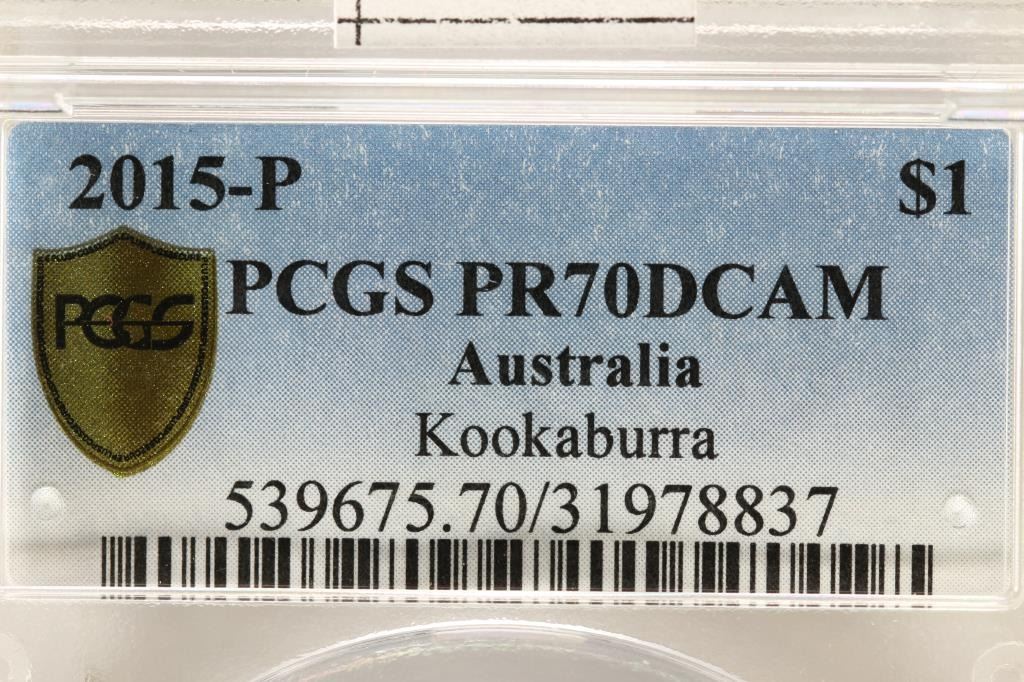 2015-P $1
PCGS PCGS PR70DCAM
Australia
Kookaburra
539675.70/31978837